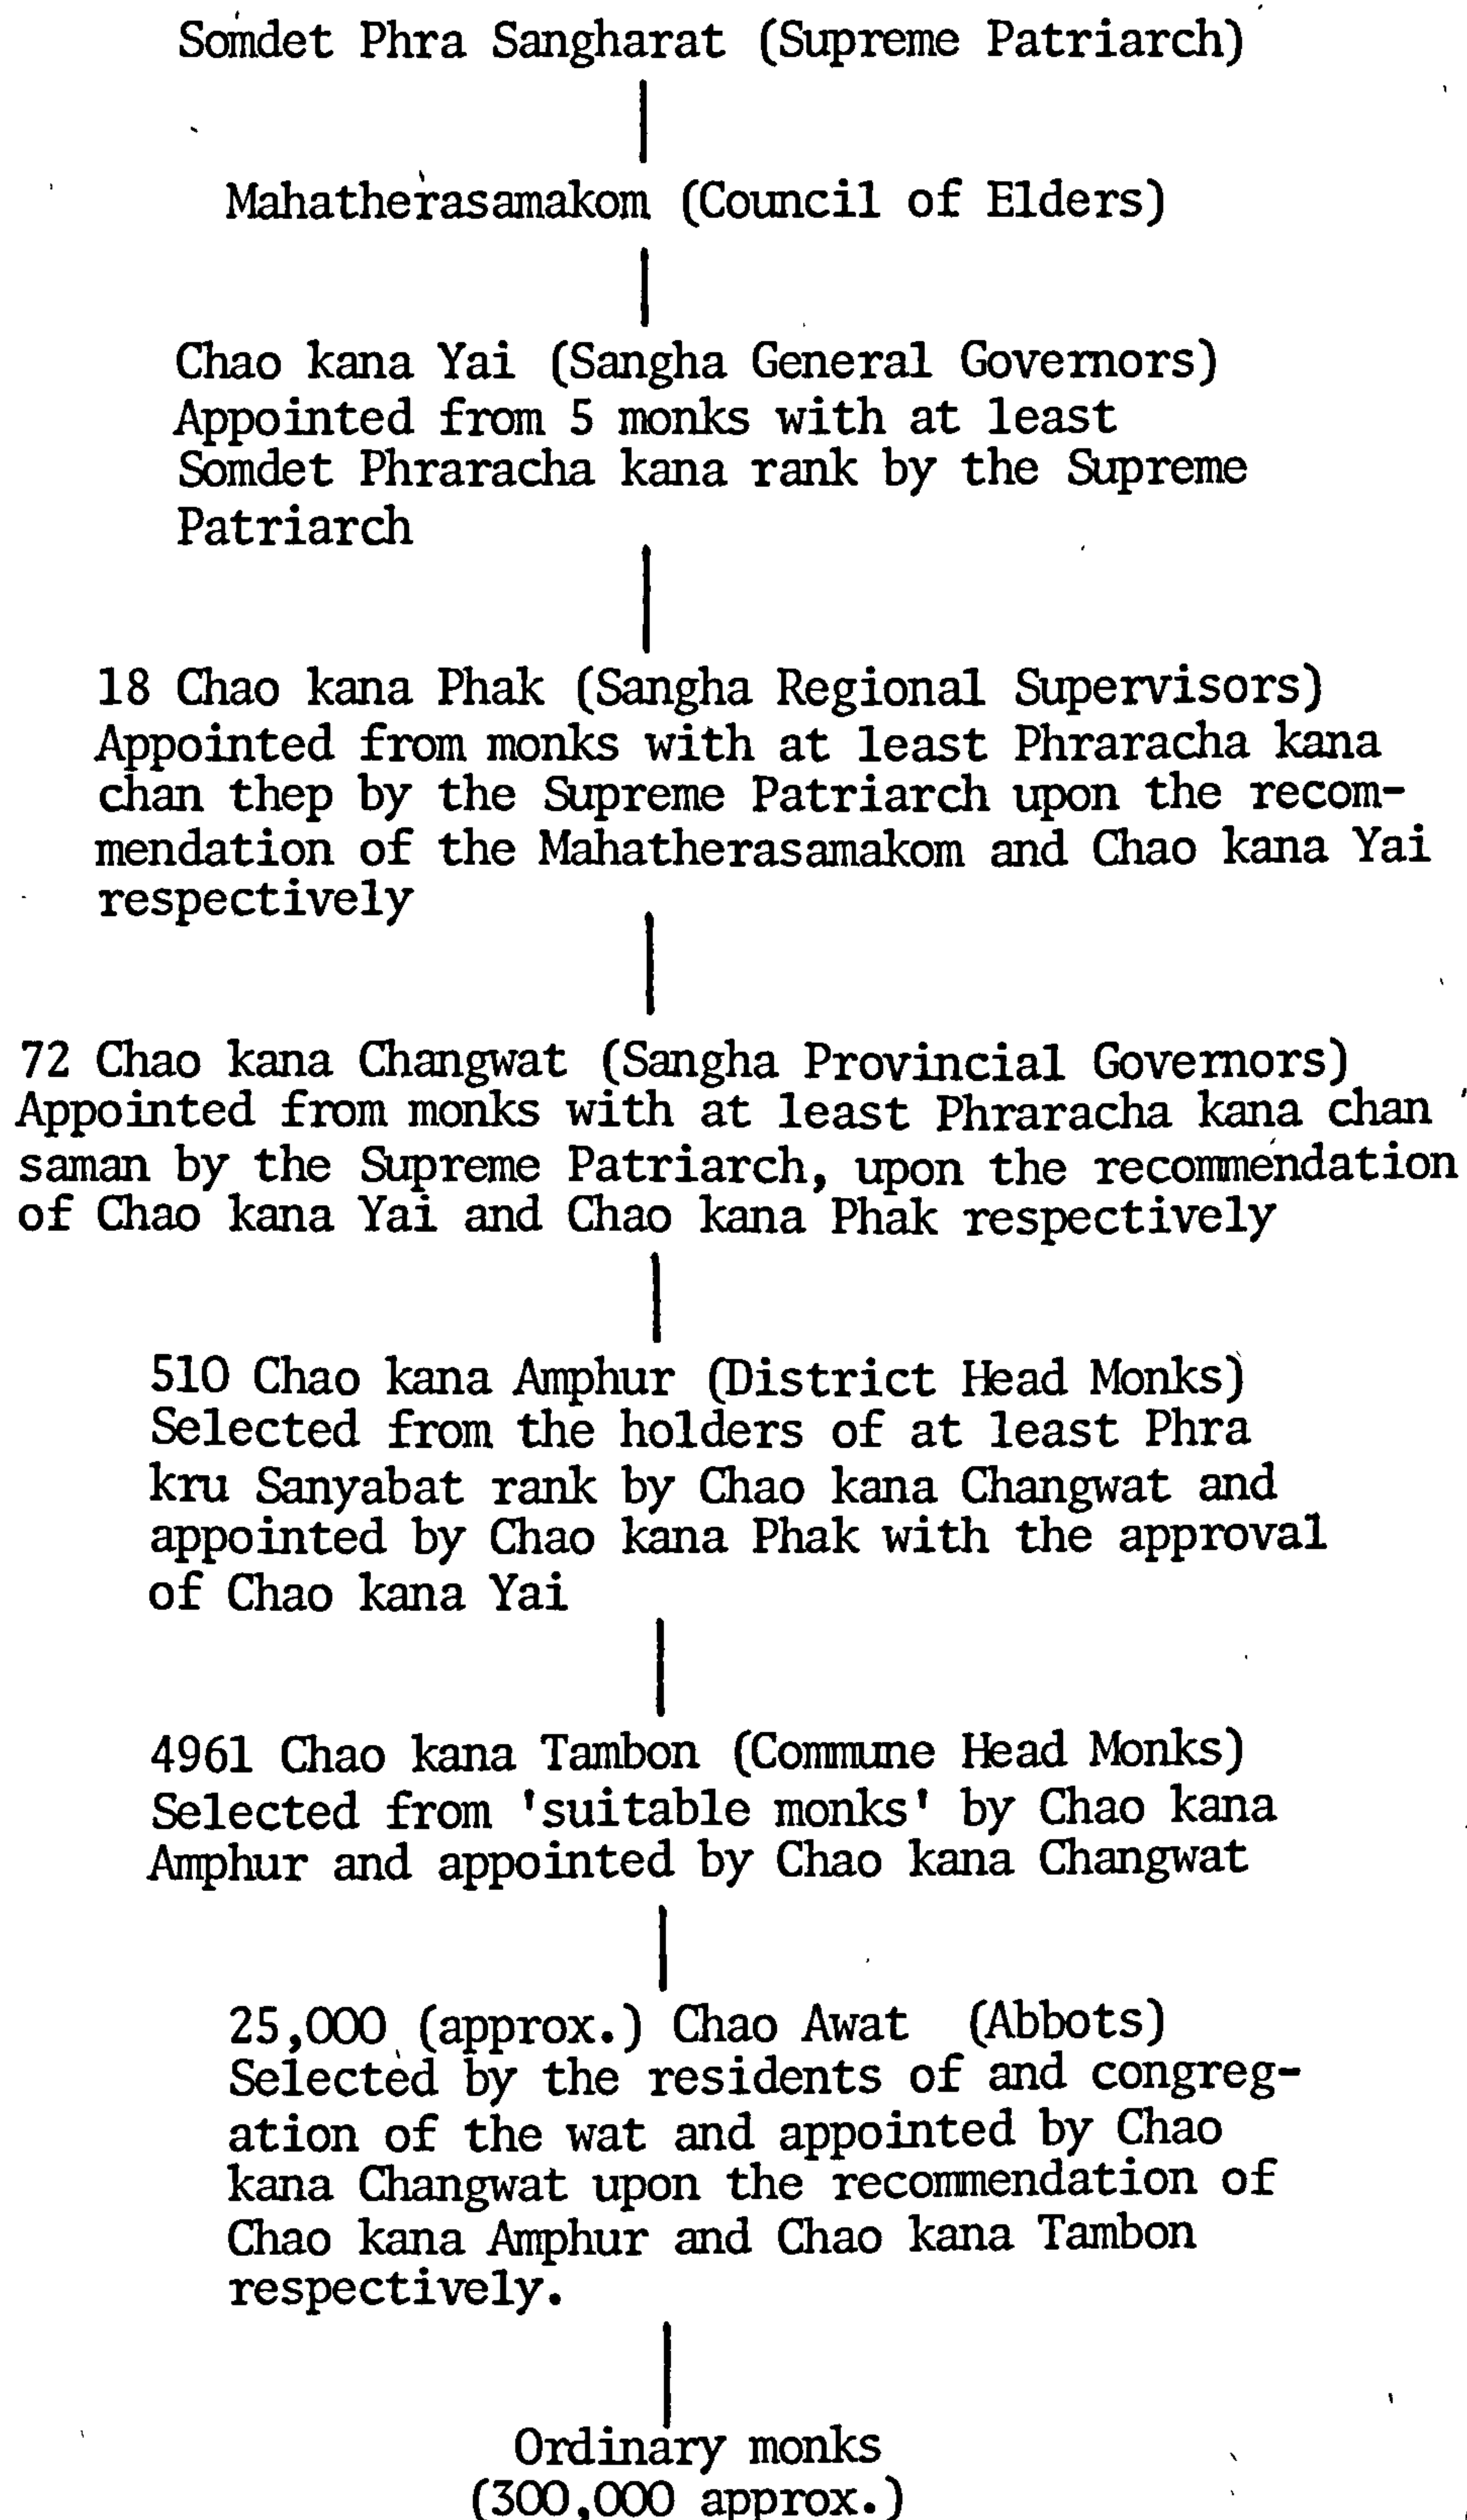 Somdet Phra Sangharat (Supreme Patriarch)
Mahatherasamakom (Council of Elders)
Chao kana Yai (Sangha General Governors)
Appointed from 5 monks with at least
Somdet Phraracha kana rank by the Supreme
Patriarch
18 Chao kana Phak (Sangha Regional Supervisors)
Appointed from monks with at least Phraracha kana
chan thep by the Supreme Patriarch upon the recom-
mendation of the Mahatherasamakom and Chao kana Yai
respectively
72 Chao kana Changwat (Sangha Provincial Governors)
Appointed from monks with at least Phraracha kana chan
saman by the Supreme Patriarch, upon the recommendation
of Chao kana Yai and Chao kana Phak respectively
510 Chao kana Amphur (District Head Monks)
Selected from the holders of at least Phra
kru Sanyabat rank by Chao kana Changwat and
appointed by Chao kana Phak with the approval
of Chao kana Yai
4961 Chao kana Tambon (Commune Head Monks)
Selected from 'suitable monks' by Chao kana
Amphur and appointed by Chao kana Changwat
25,000 (approx.) Chao Awat (Abbots)
Selected by the residents of and congreg-
ation of the wat and appointed by Chao
kana Changwat upon the recommendation of
Chao kana Amphur and Chao kana Tambon
respectively.
Ordinary monks
(300,000 approx.)